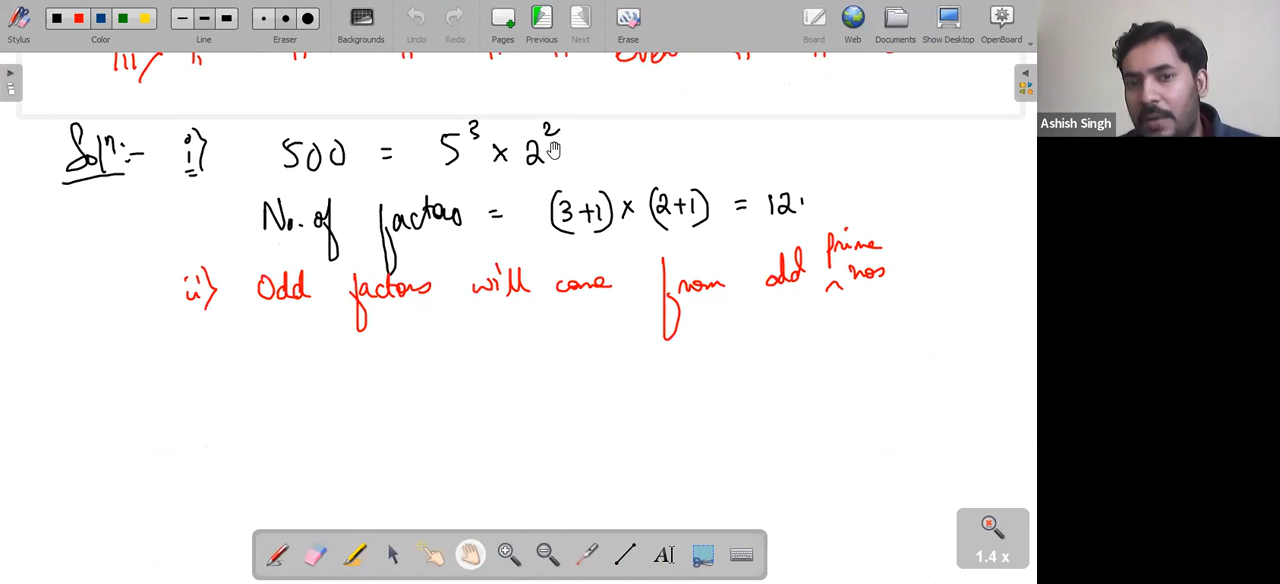 Stylus Color Line Eraser Backgrounds Undo Redo Pages Previous Next Erase Board Web Documents Show Desktop OpenBoard
Ashish Singh
Soln:- i) 500 = 5³ × 2²
No. of factors = (3+1) × (2+1) = 12.
ii) Odd factors will come from odd ^ prime nos
AI
1.4 x